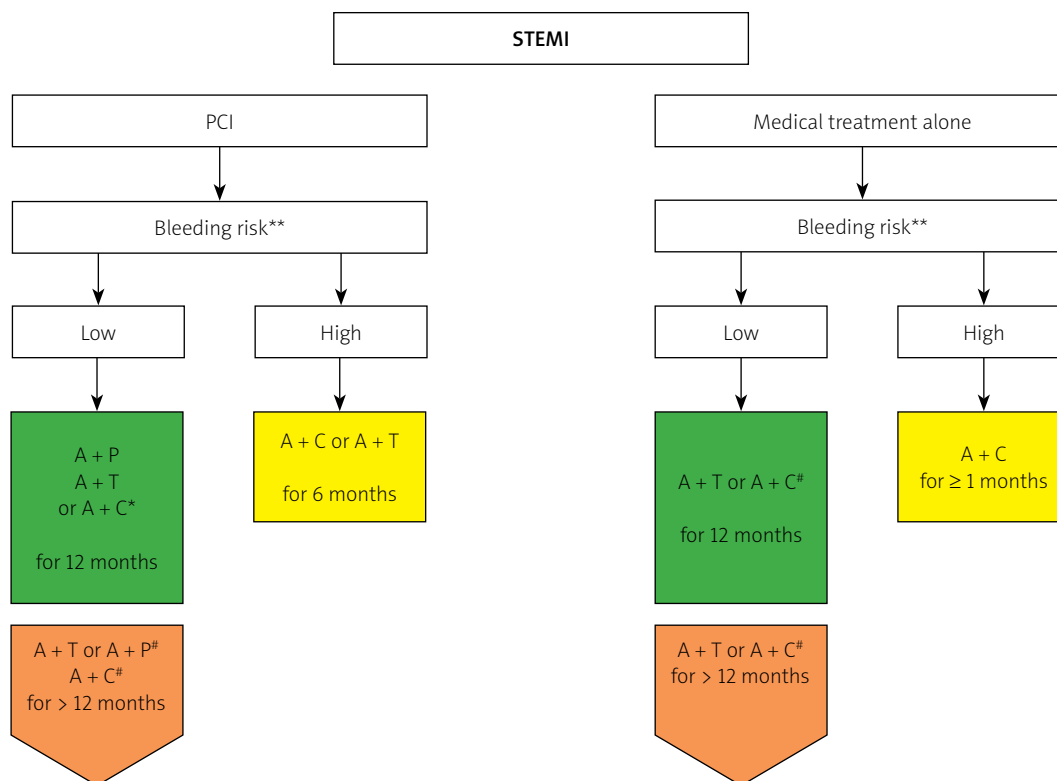 STEMI
PCI
Medical treatment alone
Bleeding risk**
Bleeding risk**
Low
High
Low
High
A + P
A + T
or A + C*
for 12 months
A + C or A + T
for 6 months
A + T or A + C#
for 12 months
A + C
for ≥ 1 months
A + T or A + P#
A + C#
for > 12 months
A + T or A + C#
for > 12 months